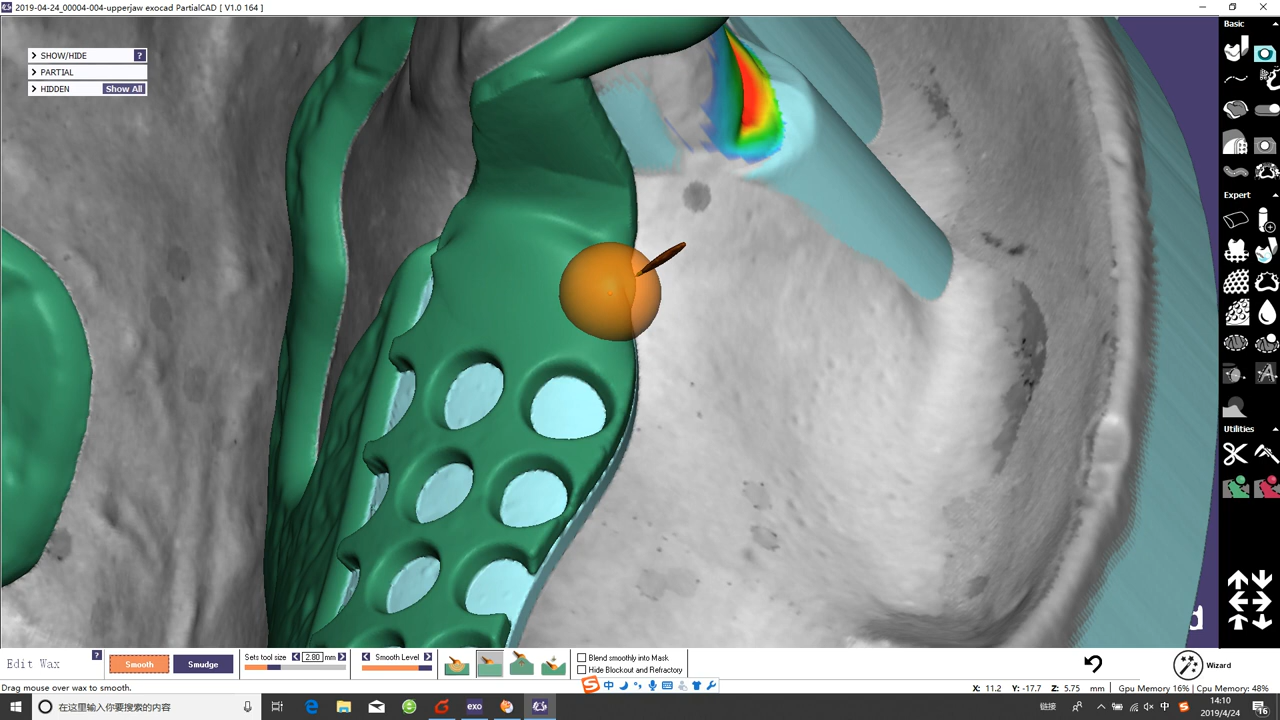 2019-04-24_00004-004-upperjaw exocad PartialCAD [ V1.0 164 ]
Basic
SHOW/HIDE ?
PARTIAL
HIDDEN Show All
Expert
A
Utilities
d
Edit Wax ? Smooth Smudge Sets tool size 2.80 mm Smooth Level
Blend smoothly into Mask
Hide Blockout and Refractory
Wizard
中
Drag mouse over wax to smooth.
X: 11.2 Y: -17.7 Z: 5.75 mm Gpu Memory 16% | Cpu Memory: 48%
在这里输入你要搜索的内容
exo
链接
中
14:10
2019/4/24
16